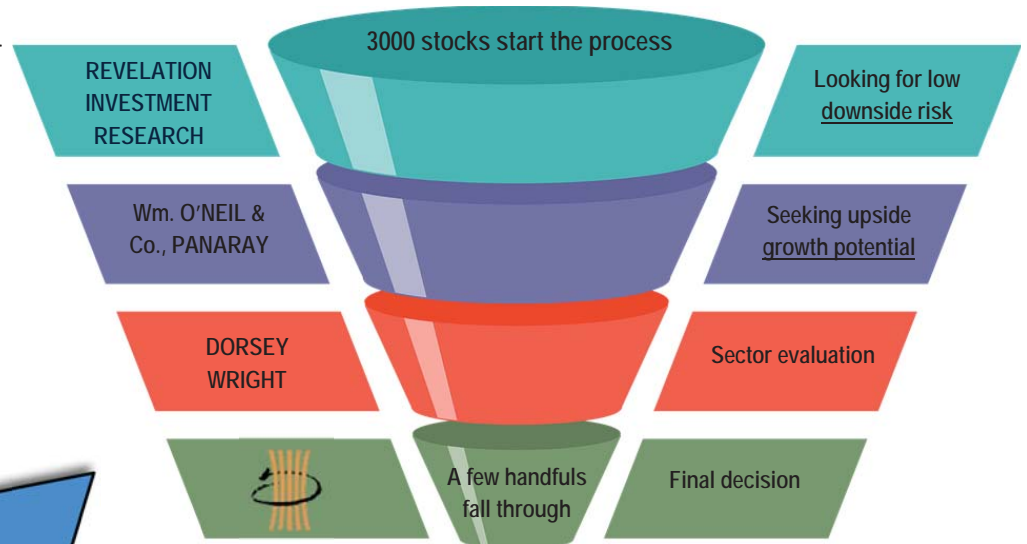 3000 stocks start the process
REVELATION
INVESTMENT
RESEARCH
Looking for low
downside risk
Wm. O'NEIL &
Co., PANARAY
Seeking upside
growth potential
DORSEY
WRIGHT
Sector evaluation
A few handfuls
fall through
Final decision